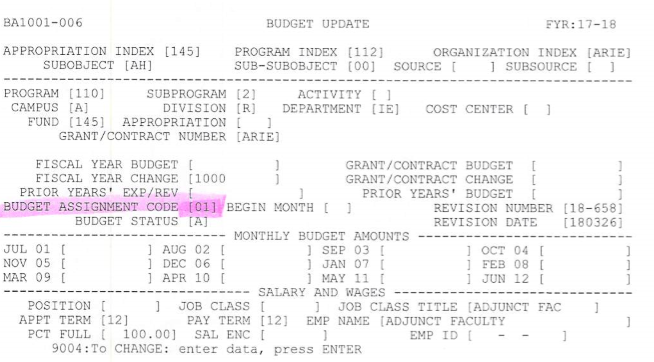 BA1001-006 BUDGET UPDATE FYR:17-18
APPROPRIATION INDEX [145] PROGRAM INDEX [112] ORGANIZATION INDEX [ARIE]
SUBOBJECT [AH] SUB-SUBOBJECT [00] SOURCE [ ] SUBSOURCE [ ]
PROGRAM [110] SUBPROGRAM [2] ACTIVITY [ ]
CAMPUS [A] DIVISION [R] DEPARTMENT [IE] COST CENTER [ ]
FUND [145] APPROPRIATION [ ]
GRANT/CONTRACT NUMBER [ARIE]
FISCAL YEAR BUDGET [ ] GRANT/CONTRACT BUDGET [ ]
FISCAL YEAR CHANGE [1000 ] GRANT/CONTRACT CHANGE [ ]
PRIOR YEARS' EXP/REV [ ] PRIOR YEARS' BUDGET [ ]
BUDGET ASSIGNMENT CODE [01] BEGIN MONTH [ ] REVISION NUMBER [18-658]
BUDGET STATUS [A] REVISION DATE [180326]
---------- MONTHLY BUDGET AMOUNTS ----------
JUL 01 [ ] AUG 02 [ ] SEP 03 [ ] OCT 04 [ ]
NOV 05 [ ] DEC 06 [ ] JAN 07 [ ] FEB 08 [ ]
MAR 09 [ ] APR 10 [ ] MAY 11 [ ] JUN 12 [ ]
---------- SALARY AND WAGES ----------
POSITION [ ] JOB CLASS [ ] JOB CLASS TITLE [ADJUNCT FAC ]
APPT TERM [12] PAY TERM [12] EMP NAME [ADJUNCT FACULTY ]
PCT FULL [ 100.00] SAL ENC [ ] EMP ID [ - - ]
9004:To CHANGE: enter data, press ENTER